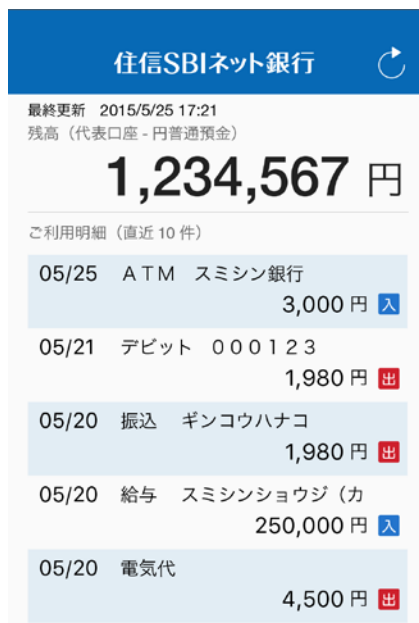 住信SBIネット銀行
最終更新 2015/5/25 17:21
残高（代表口座 - 円普通預金）
1,234,567 円
ご利用明細（直近 10 件）
05/25 ＡＴＭ スミシン銀行
3,000 円 入
05/21 デビット ０００１２３
1,980 円 出
05/20 振込 ギンコウハナコ
1,980 円 出
05/20 給与 スミシンショウジ（カ
250,000 円 入
05/20 電気代
4,500 円 出